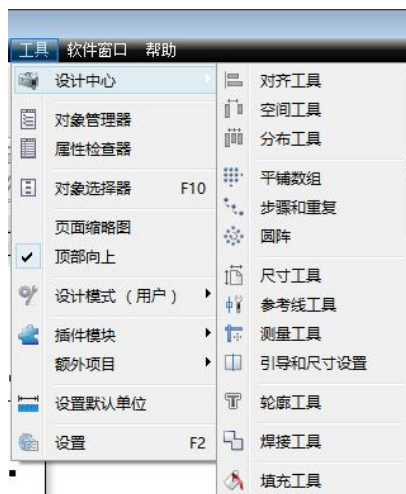 工具 软件窗口 帮助
设计中心
对象管理器
属性检查器
对象选择器 F10
页面缩略图
顶部向上
设计模式（用户）
插件模块
额外项目
设置默认单位
设置 F2
对齐工具
空间工具
分布工具
平铺数组
步骤和重复
圆阵
尺寸工具
参考线工具
测量工具
引导和尺寸设置
轮廓工具
焊接工具
填充工具